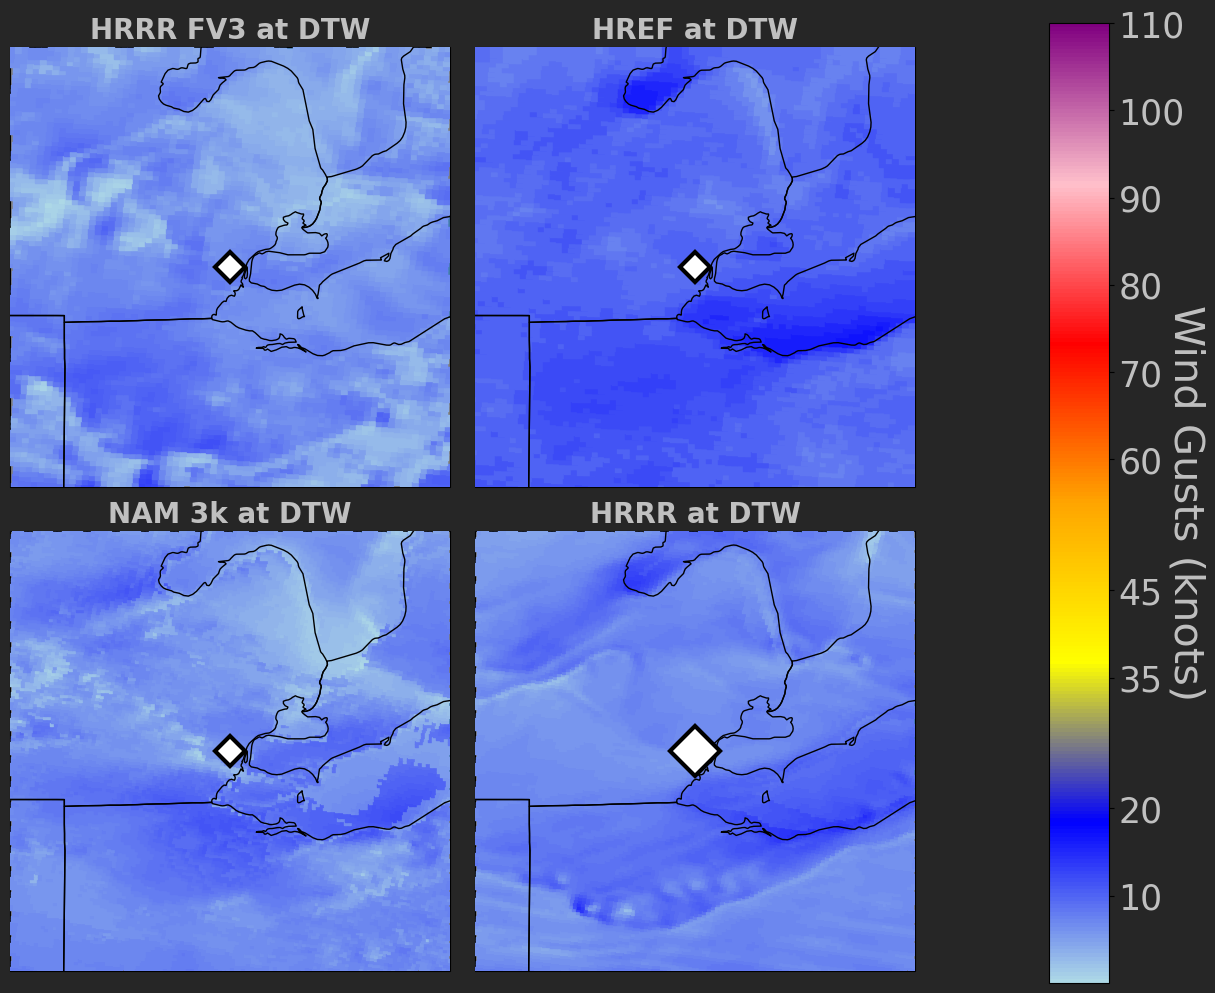 HRRR FV3 at DTW
HREF at DTW
NAM 3k at DTW
HRRR at DTW
110
100
90
80
70
60
45
35
20
10
Wind Gusts (knots)